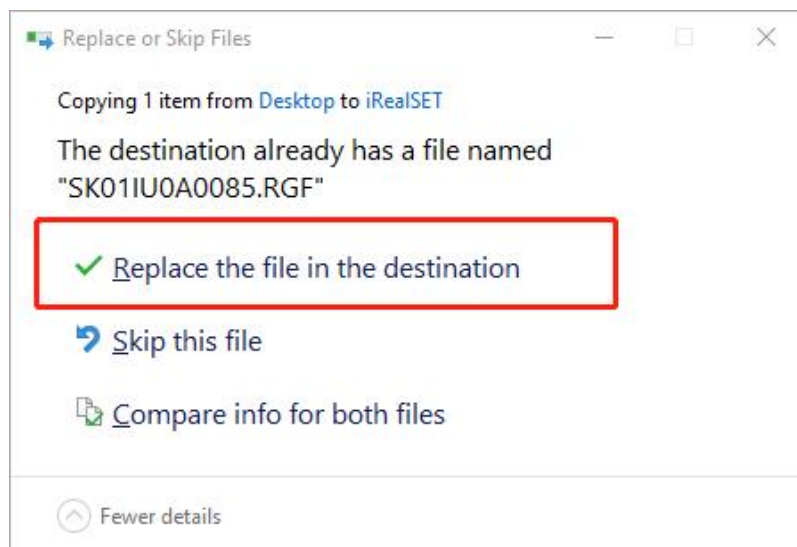 Replace or Skip Files
Copying 1 item from Desktop to iRealSET
The destination already has a file named
"SK01IU0A0085.RGF"
Replace the file in the destination
Skip this file
Compare info for both files
Fewer details